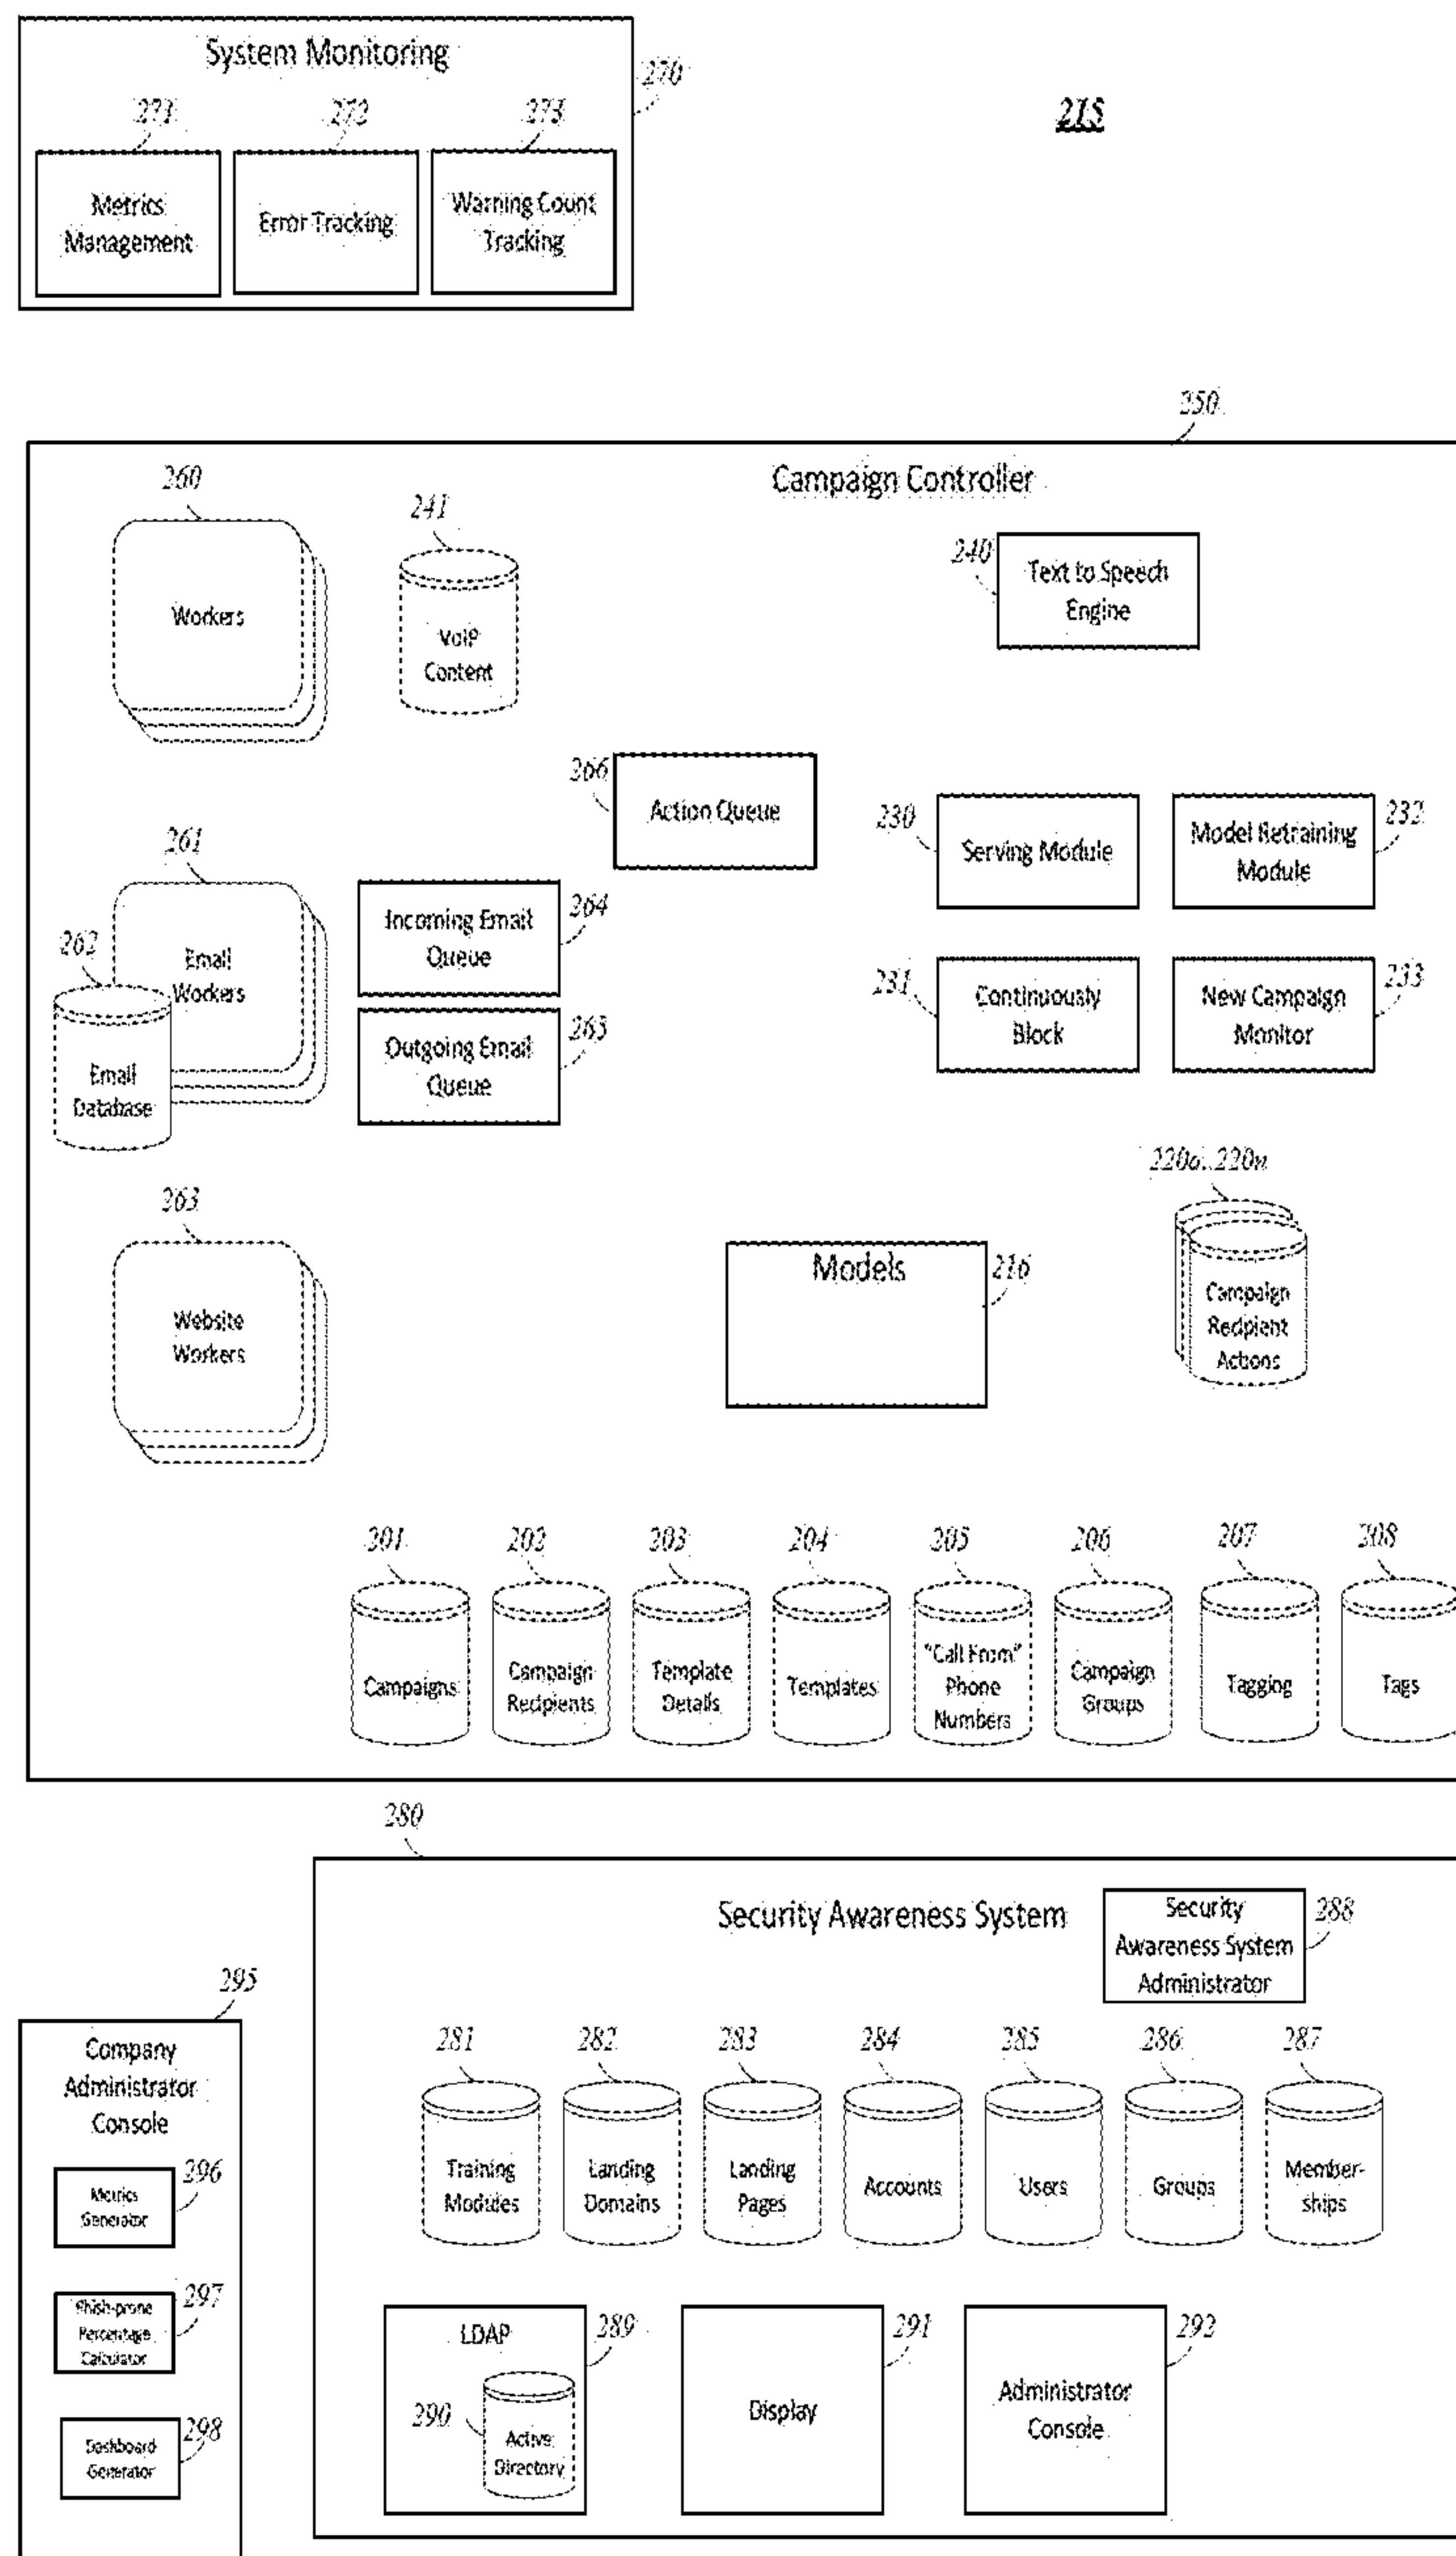 System Monitoring
270
271
272
273
215
Metrics
Management
Error Tracking
Warning Count
Tracking
250
Campaign Controller
260
Workers
241
VoIP
Content
240
Text to Speech
Engine
266
Action Queue
230
Serving Module
232
Model Retraining
Module
261
Email
Workers
262
Email
Database
Incoming Email
Queue
264
Outgoing Email
Queue
265
231
Continuously
Block
233
New Campaign
Monitor
220a..220n
Campaign
Recipient
Actions
263
Website
Workers
Models
216
201
202
203
204
205
206
207
208
Campaigns
Campaign
Recipients
Template
Details
Templates
"Call From"
Phone
Numbers
Campaign
Groups
Tagging
Tags
280
Security Awareness System
Security
Awareness System
Administrator
288
295
Company
Administrator
Console
296
Metrics
Generator
297
Phish-prone
Percentage
Calculator
298
Dashboard
Generator
281
282
283
284
285
286
287
Training
Modules
Landing
Domains
Landing
Pages
Accounts
Users
Groups
Member-
ships
LDAP
289
290
Active
Directory
Display
291
Administrator
Console
292